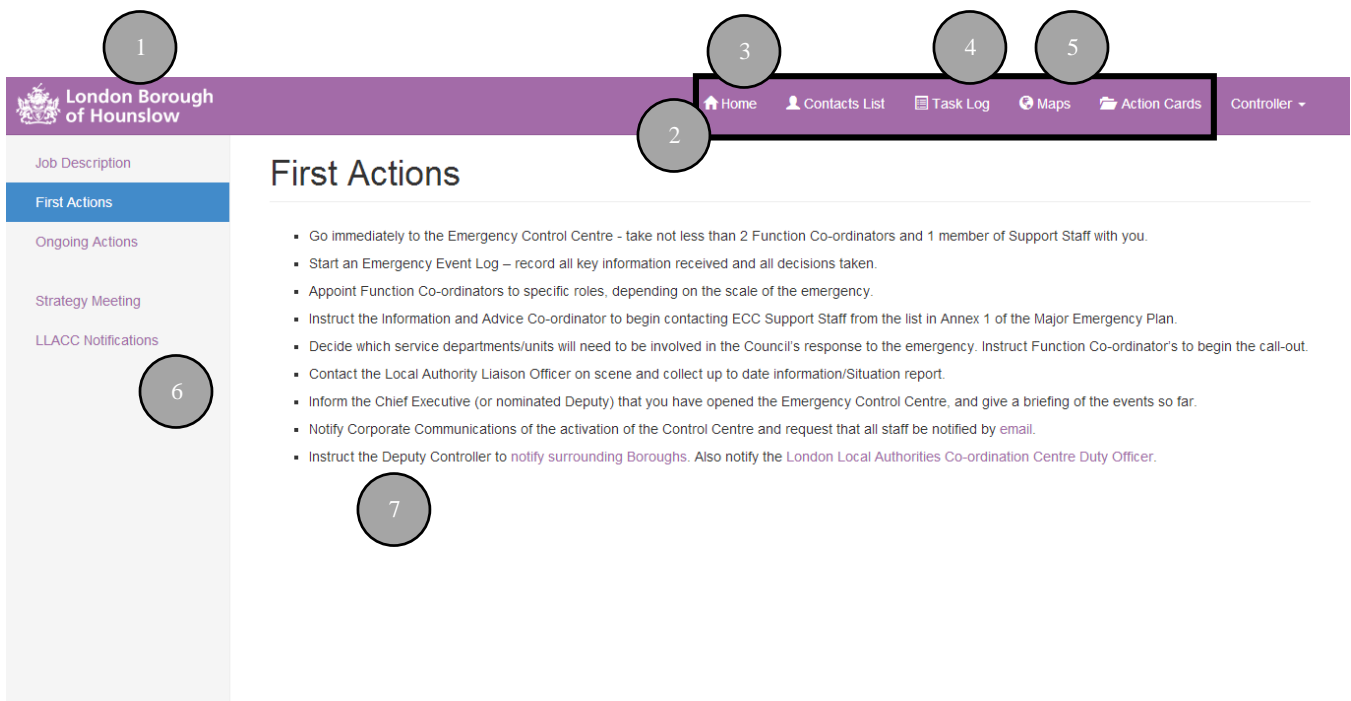 1
3
4
5
London Borough
of Hounslow
Home
Contacts List
Task Log
Maps
Action Cards
Controller
2
Job Description
First Actions
Ongoing Actions
Strategy Meeting
LLACC Notifications
6
First Actions
Go immediately to the Emergency Control Centre - take not less than 2 Function Co-ordinators and 1 member of Support Staff with you.
Start an Emergency Event Log – record all key information received and all decisions taken.
Appoint Function Co-ordinators to specific roles, depending on the scale of the emergency.
Instruct the Information and Advice Co-ordinator to begin contacting ECC Support Staff from the list in Annex 1 of the Major Emergency Plan.
Decide which service departments/units will need to be involved in the Council's response to the emergency. Instruct Function Co-ordinator's to begin the call-out.
Contact the Local Authority Liaison Officer on scene and collect up to date information/Situation report.
Inform the Chief Executive (or nominated Deputy) that you have opened the Emergency Control Centre, and give a briefing of the events so far.
Notify Corporate Communications of the activation of the Control Centre and request that all staff be notified by email.
Instruct the Deputy Controller to notify surrounding Boroughs. Also notify the London Local Authorities Co-ordination Centre Duty Officer.
7